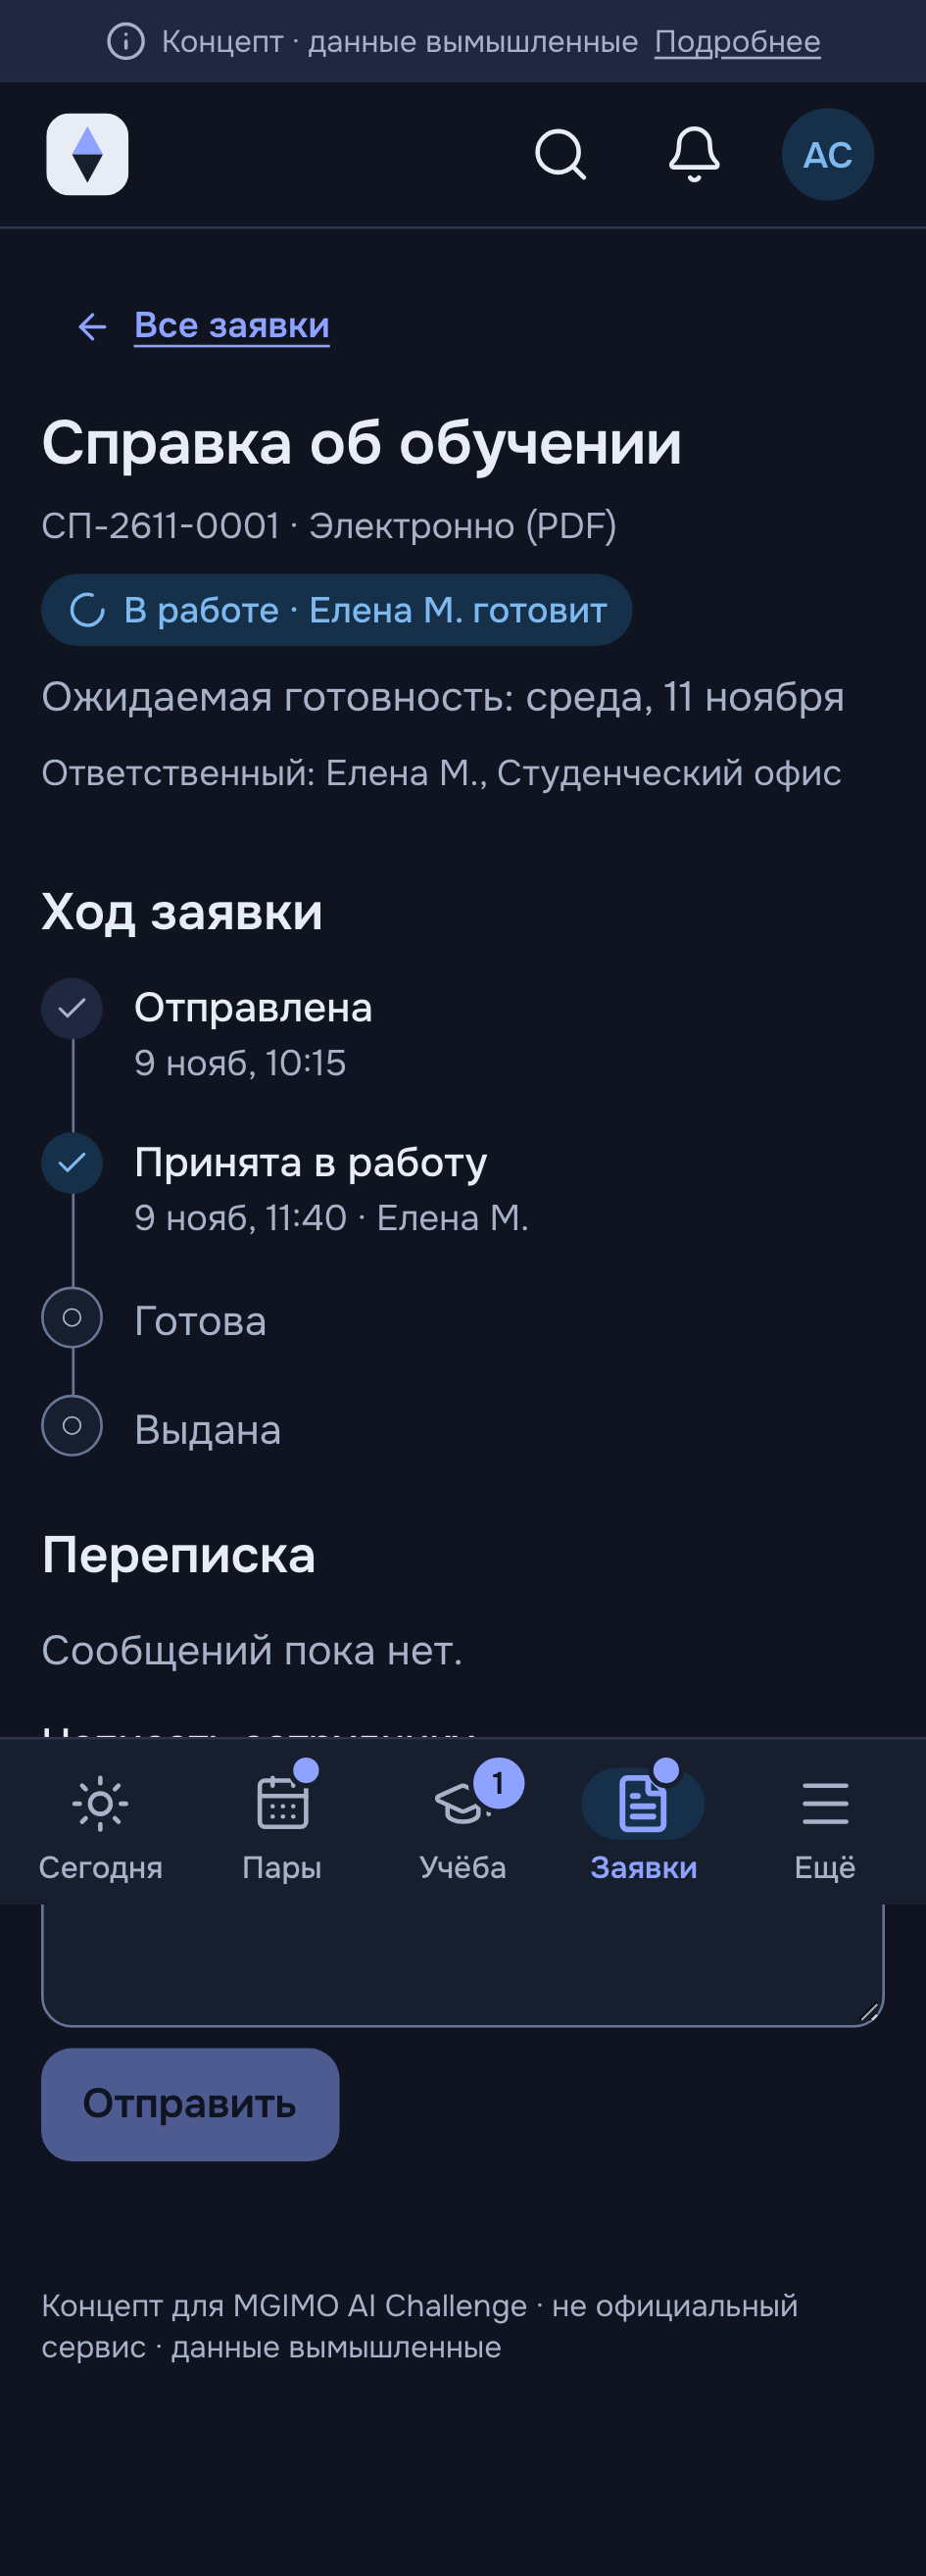 Концепт · данные вымышленные Подробнее
АС
Все заявки
Справка об обучении
СП-2611-0001 · Электронно (PDF)
В работе · Елена М. готовит
Ожидаемая готовность: среда, 11 ноября
Ответственный: Елена М., Студенческий офис
Ход заявки
Отправлена
9 нояб, 10:15
Принята в работу
9 нояб, 11:40 · Елена М.
Готова
Выдана
Переписка
Сообщений пока нет.
1
Сегодня Пары Учёба Заявки Ещё
Отправить
Концепт для MGIMO AI Challenge · не официальный
сервис · данные вымышленные